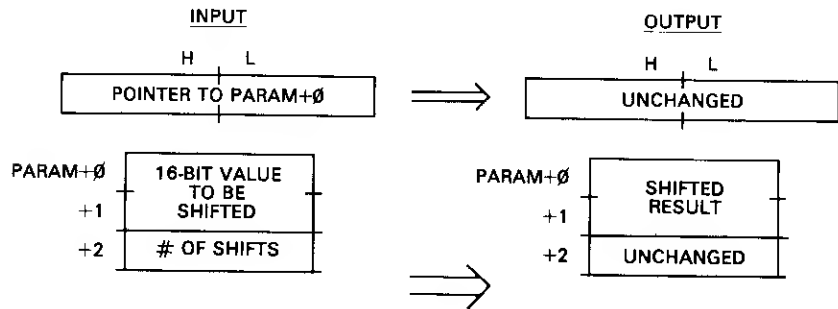 INPUT
OUTPUT
H L
H L
POINTER TO PARAM+Ø
UNCHANGED
PARAM+Ø
16-BIT VALUE
TO BE
SHIFTED
+1
+2
# OF SHIFTS
PARAM+Ø
SHIFTED
RESULT
+1
+2
UNCHANGED